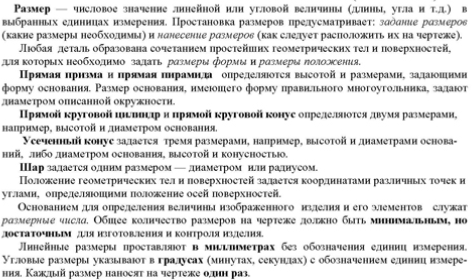 Размер — числовое значение линейной или угловой величины (длины, угла и т.д.) в
выбранных единицах измерения. Простановка размеров предусматривает: задание размеров
(какие размеры необходимы) и нанесение размеров (как следует расположить их на чертеже).
Любая деталь образована сочетанием простейших геометрических тел и поверхностей,
для которых необходимо задать размеры формы и размеры положения.
Прямая призма и прямая пирамида определяются высотой и размерами, задающими
форму основания. Размер основания, имеющего форму правильного многоугольника, задают
диаметром описанной окружности.
Прямой круговой цилиндр и прямой круговой конус определяются двумя размерами,
например, высотой и диаметром основания.
Усеченный конус задается тремя размерами, например, высотой и диаметрами основа-
ний, либо диаметром основания, высотой и конусностью.
Шар задается одним размером — диаметром или радиусом.
Положение геометрических тел и поверхностей задается координатами различных точек и
углами, определяющими положение осей поверхностей.
Основанием для определения величины изображенного изделия и его элементов служат
размерные числа. Общее количество размеров на чертеже должно быть минимальным, но
достаточным для изготовления и контроля изделия.
Линейные размеры проставляют в миллиметрах без обозначения единиц измерения.
Угловые размеры указывают в градусах (минутах, секундах) с обозначением единиц измере-
ния. Каждый размер наносят на чертеже один раз.